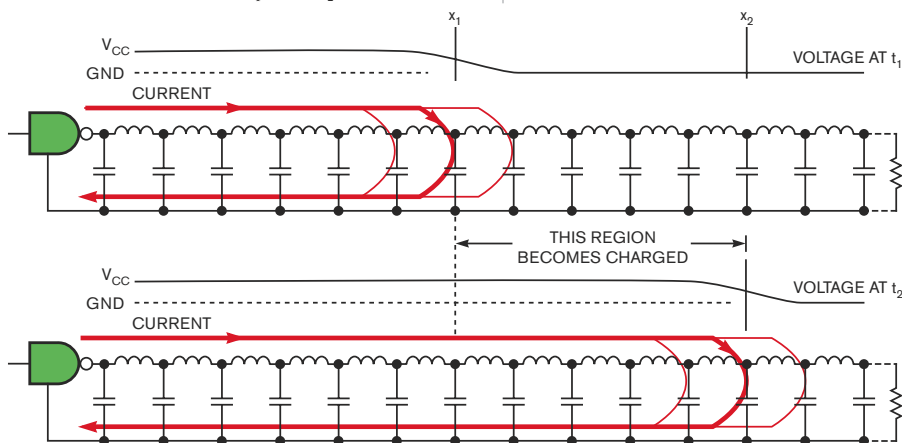 x1 x2
VCC
VOLTAGE AT t1
GND
CURRENT
THIS REGION
BECOMES CHARGED
VCC
VOLTAGE AT t2
GND
CURRENT